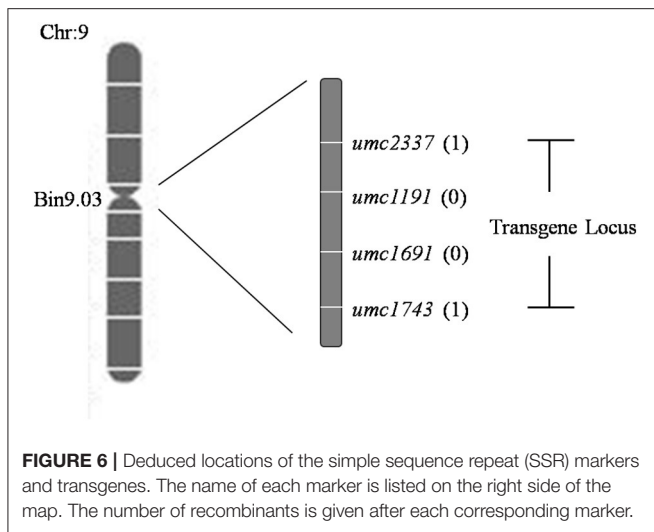 Chr:9
Bin9.03
umc2337 (1)
umc1191 (0)
umc1691 (0)
umc1743 (1)
Transgene Locus
FIGURE 6 | Deduced locations of the simple sequence repeat (SSR) markers
and transgenes. The name of each marker is listed on the right side of the
map. The number of recombinants is given after each corresponding marker.